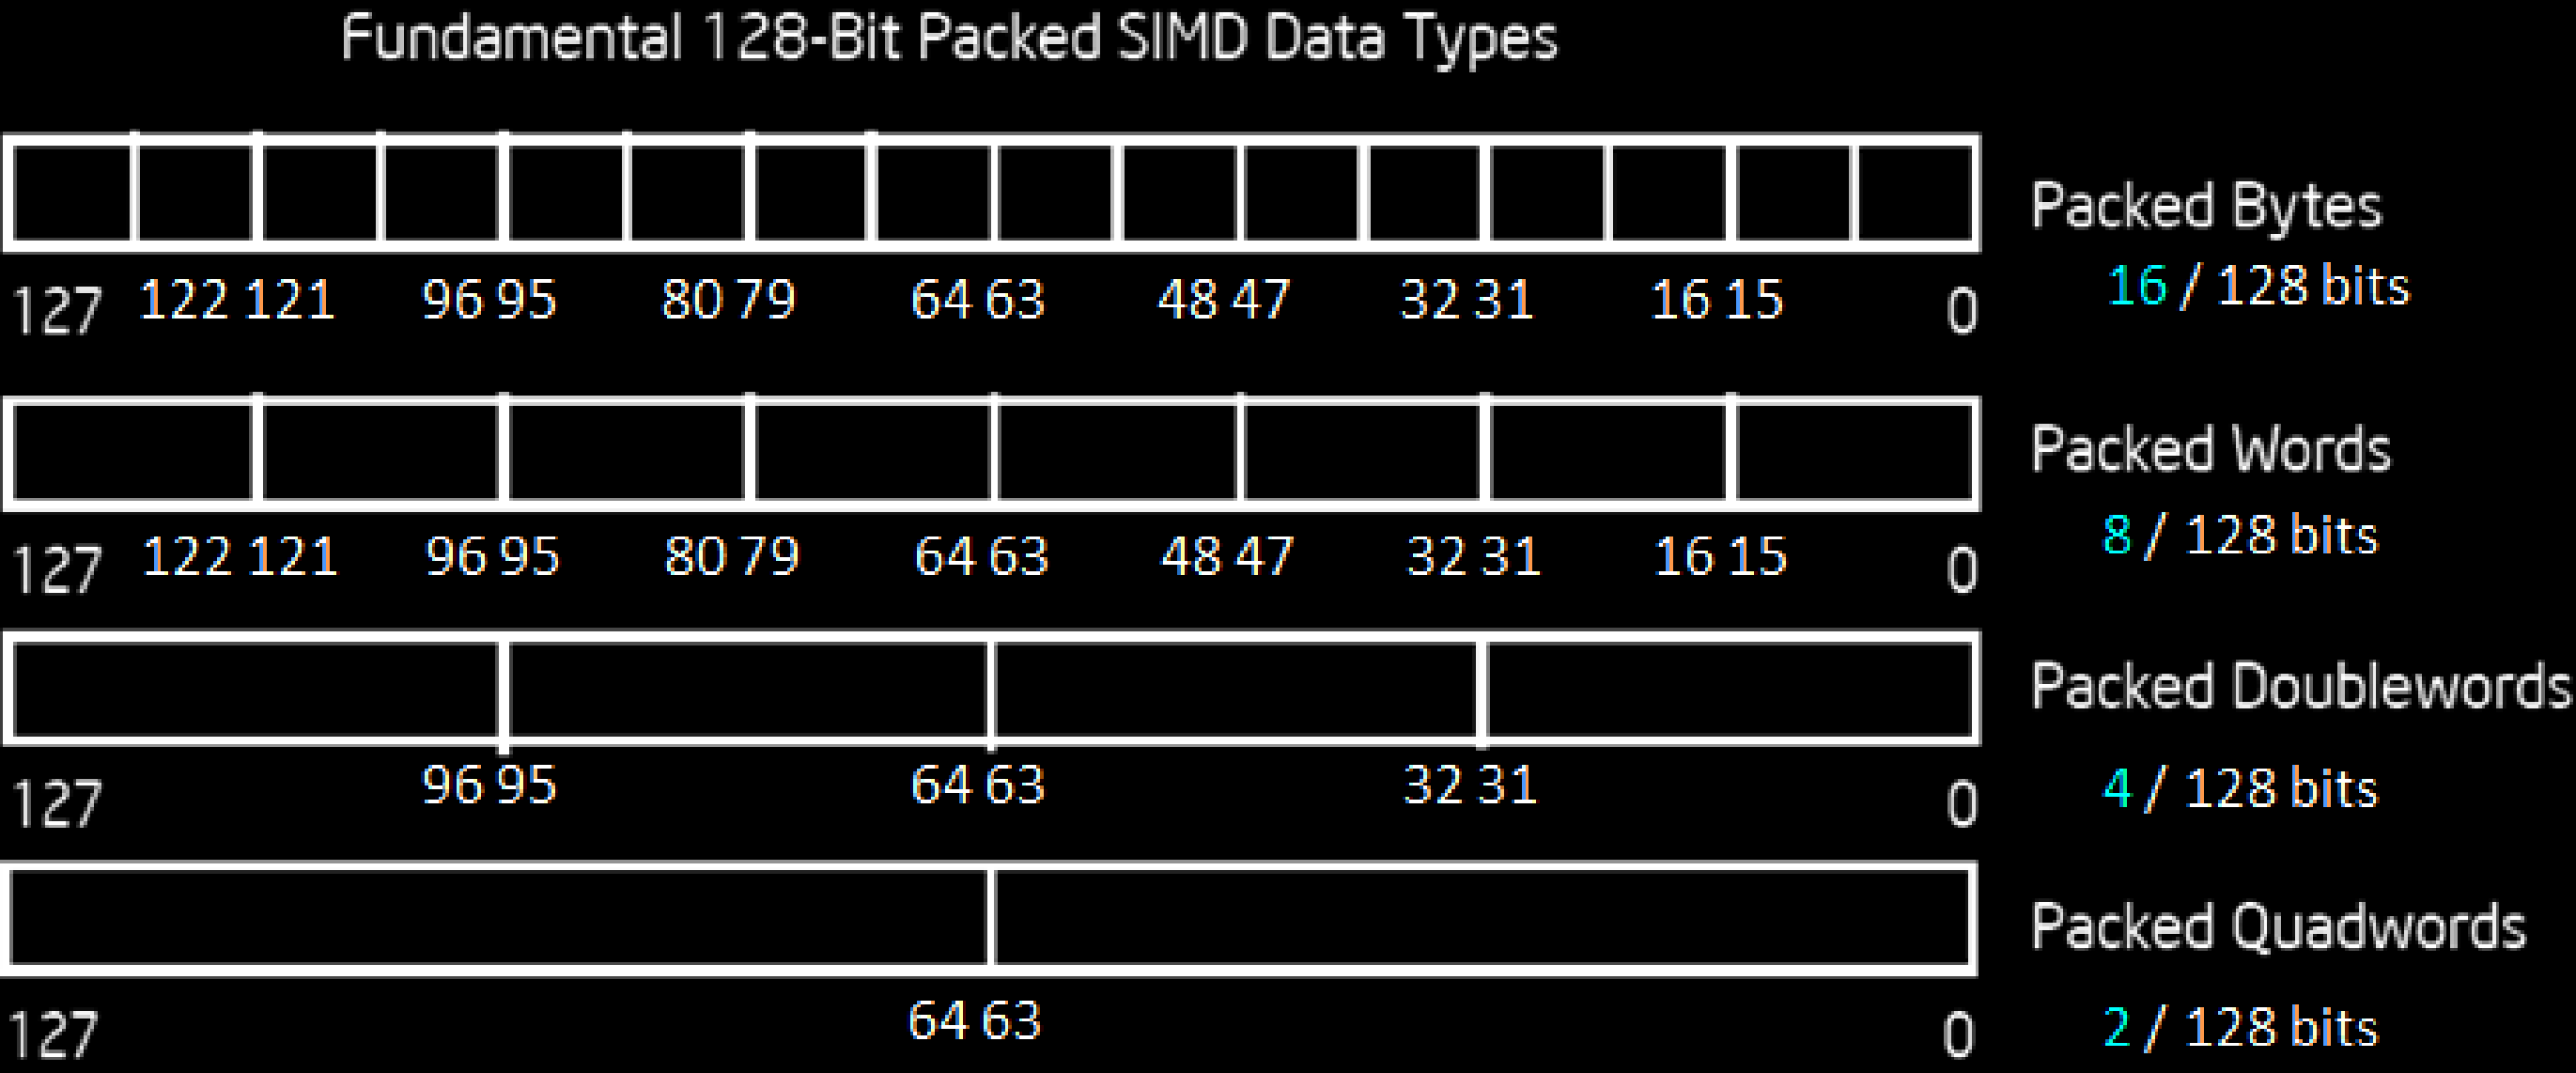 Fundamental 128-Bit Packed SIMD Data Types
Packed Bytes
127 122 121 96 95 80 79 64 63 48 47 32 31 16 15 0
16 / 128 bits
Packed Words
127 122 121 96 95 80 79 64 63 48 47 32 31 16 15 0
8 / 128 bits
Packed Doublewords
127 96 95 64 63 32 31 0
4 / 128 bits
Packed Quadwords
127 64 63 0
2 / 128 bits